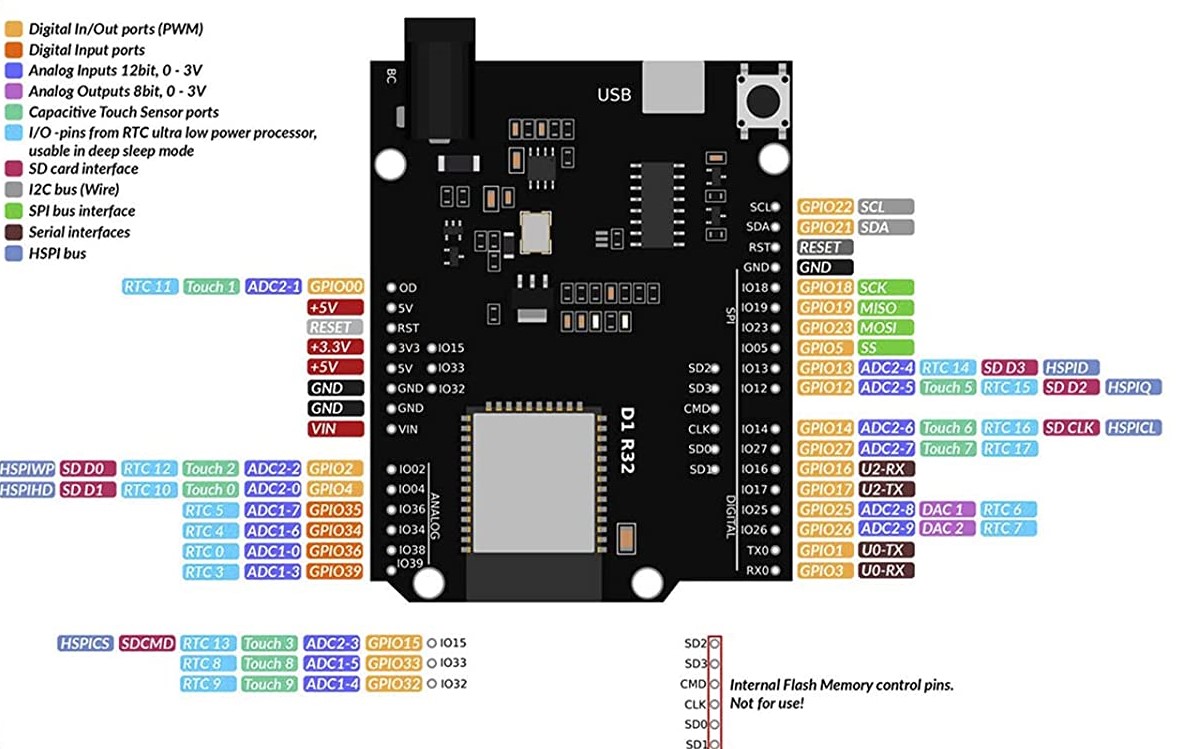 Digital In/Out ports (PWM)
Digital Input ports
Analog Inputs 12bit, 0 - 3V
Analog Outputs 8bit, 0 - 3V
Capacitive Touch Sensor ports
I/O -pins from RTC ultra low power processor,
usable in deep sleep mode
SD card interface
I2C bus (Wire)
SPI bus interface
Serial interfaces
HSPI bus
BC
USB
SCL GPIO22 SCL
SDA GPIO21 SDA
RST RESET
GND GND
RTC 11 Touch 1 ADC2-1 GPIO00 OD
IO18 GPIO18 SCK
+5V 5V
IO19 GPIO19 MISO
RESET RST
IO23 GPIO23 MOSI
+3.3V 3V3 IO15
IO05 GPIO5 SS
+5V 5V IO33
SD2 IO13 GPIO13 ADC2-4 RTC 14 SD D3 HSPID
GND GND IO32
SD3 IO12 GPIO12 ADC2-5 Touch 5 RTC 15 SD D2 HSPIQ
GND GND
CMD
VIN VIN
CLK IO14 GPIO14 ADC2-6 Touch 6 RTC 16 SD CLK HSPICL
SD0 IO27 GPIO27 ADC2-7 Touch 7 RTC 17
HSPIWP SD D0 RTC 12 Touch 2 ADC2-2 GPIO2 IO02
SD1 IO16 GPIO16 U2-RX
HSPIHD SD D1 RTC 10 Touch 0 ADC2-0 GPIO4 IO04
IO17 GPIO17 U2-TX
RTC 5 ADC1-7 GPIO35 IO36
IO25 GPIO25 ADC2-8 DAC 1 RTC 6
RTC 4 ADC1-6 GPIO34 IO34
IO26 GPIO26 ADC2-9 DAC 2 RTC 7
RTC 0 ADC1-0 GPIO36 IO38
TX0 GPIO1 U0-TX
RTC 3 ADC1-3 GPIO39 IO39
RX0 GPIO3 U0-RX
SPI
D1 R32
ANALOG
DIGITAL
HSPICS SDCMD RTC 13 Touch 3 ADC2-3 GPIO15 IO15
RTC 8 Touch 8 ADC1-5 GPIO33 IO33
RTC 9 Touch 9 ADC1-4 GPIO32 IO32
SD2
SD3
CMD
CLK
SD0
SD1
Internal Flash Memory control pins.
Not for use!